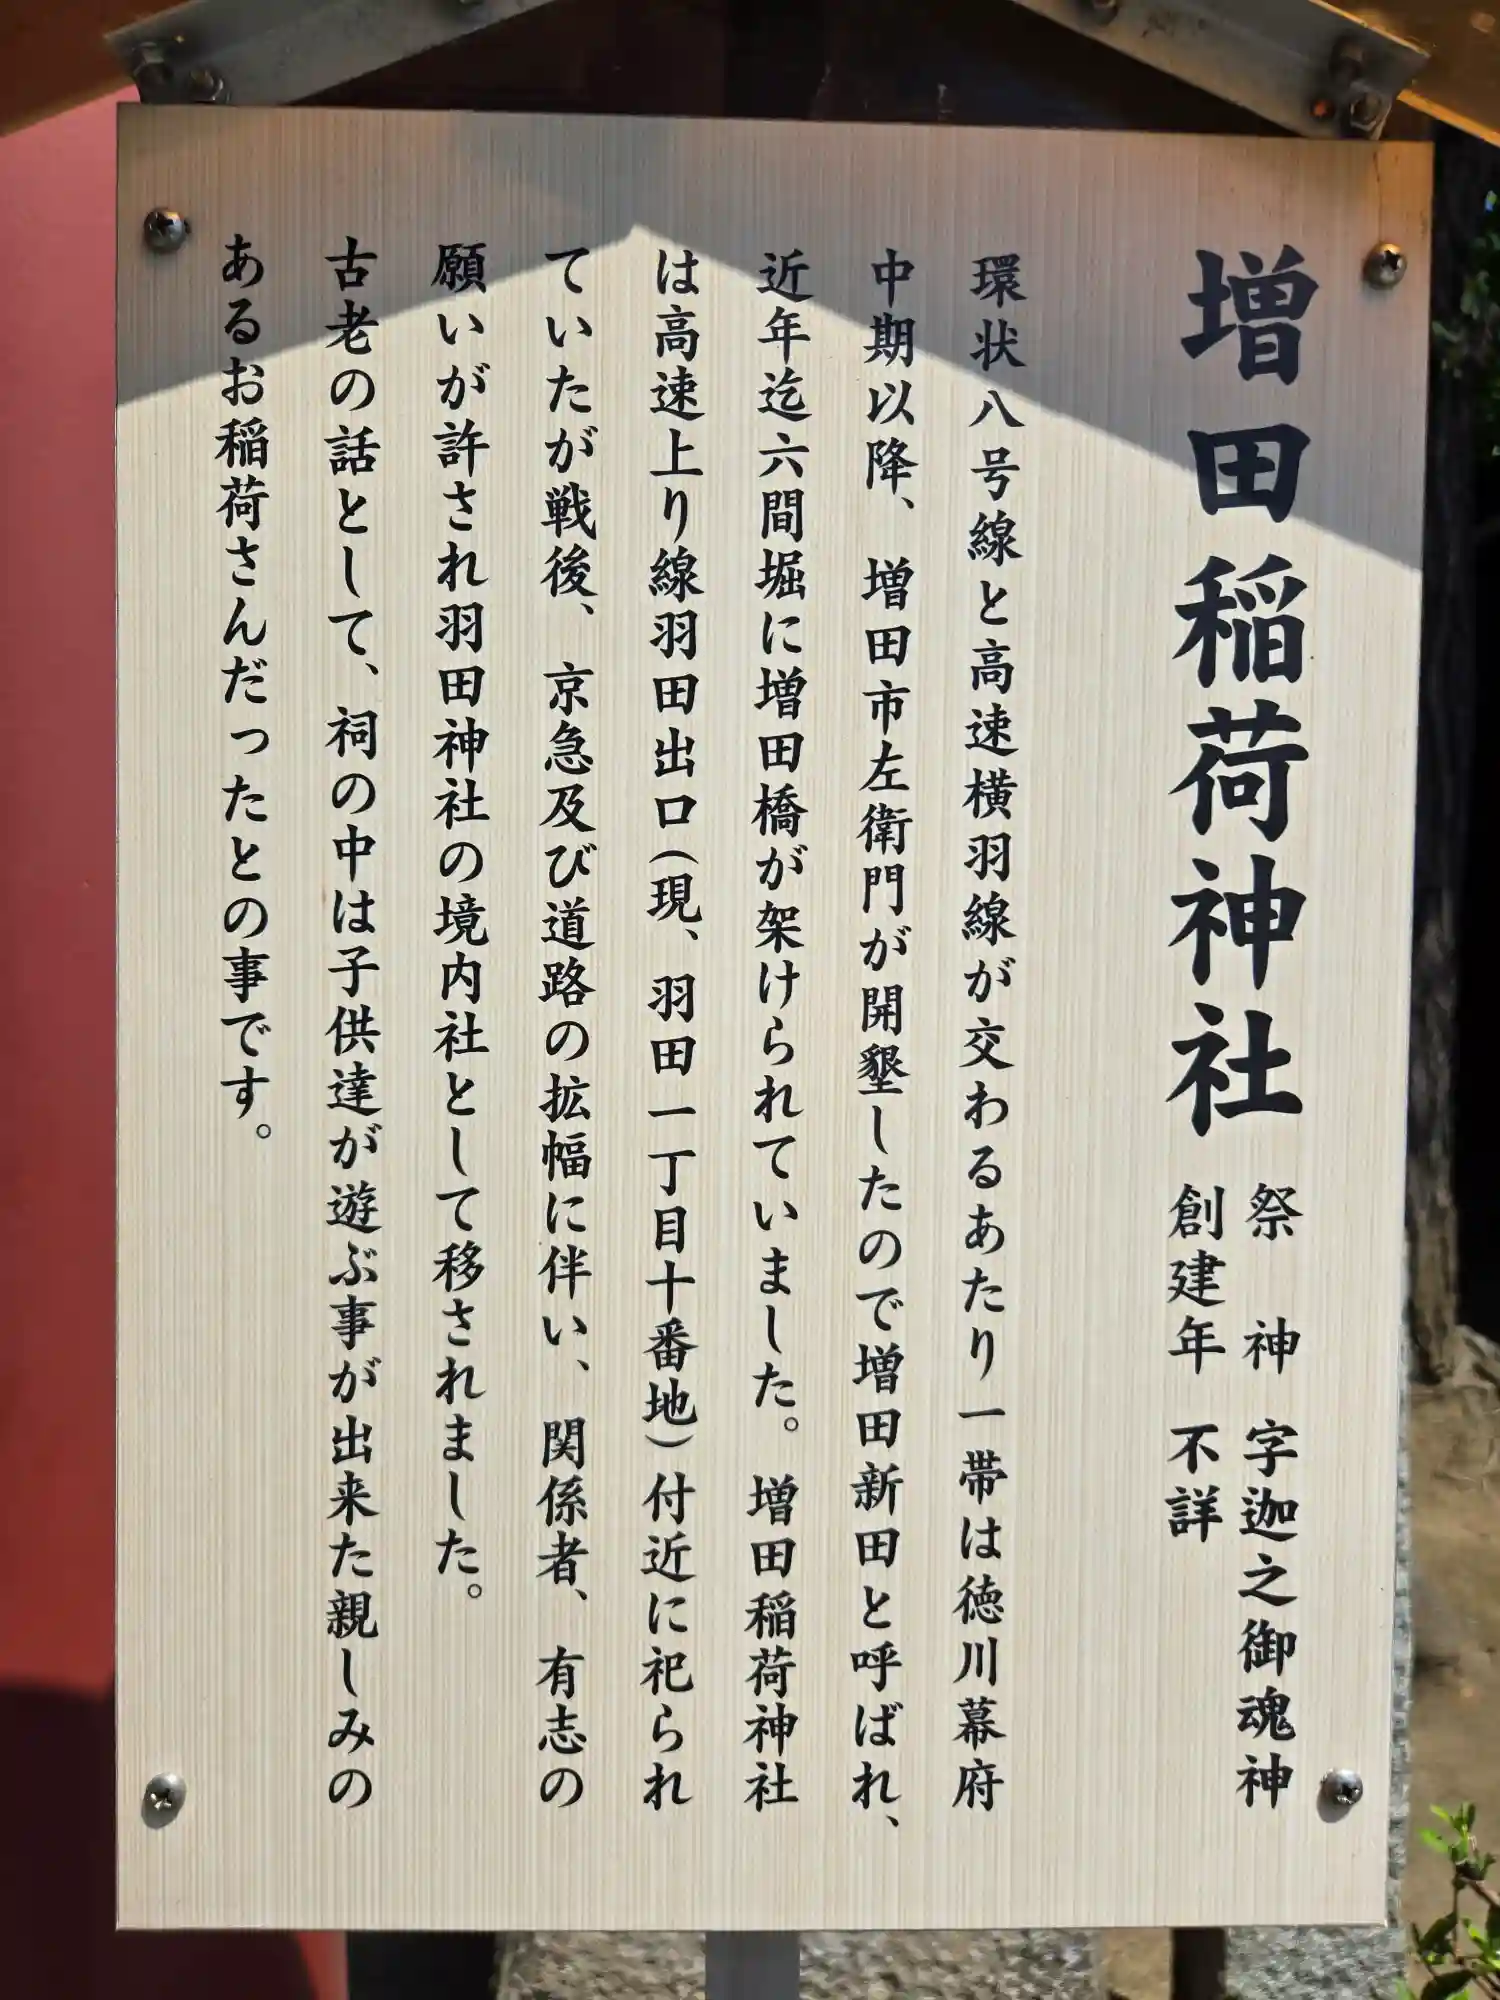 増田稲荷神社
祭　神　字迦之御魂神
創建年　不詳
環状八号線と高速横羽線が交わるあたり一帯は徳川幕府
中期以降、増田市左衛門が開墾したので増田新田と呼ばれ、
近年迄六間堀に増田橋が架けられていました。増田稲荷神社
は高速上り線羽田出口(現、羽田一丁目十番地)付近に祀られ
ていたが戦後、京急及び道路の拡幅に伴い、関係者、有志の
願いが許され羽田神社の境内社として移されました。
古老の話として、祠の中は子供達が遊ぶ事が出来た親しみの
あるお稲荷さんだったとの事です。